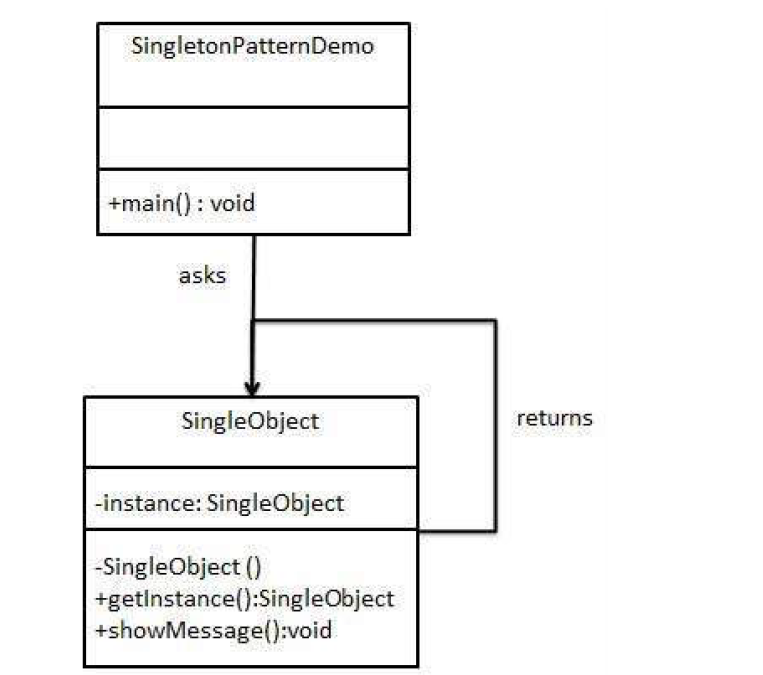 SingletonPatternDemo
+main() : void
asks
SingleObject
returns
-instance: SingleObject
-SingleObject ()
+getInstance():SingleObject
+showMessage():void